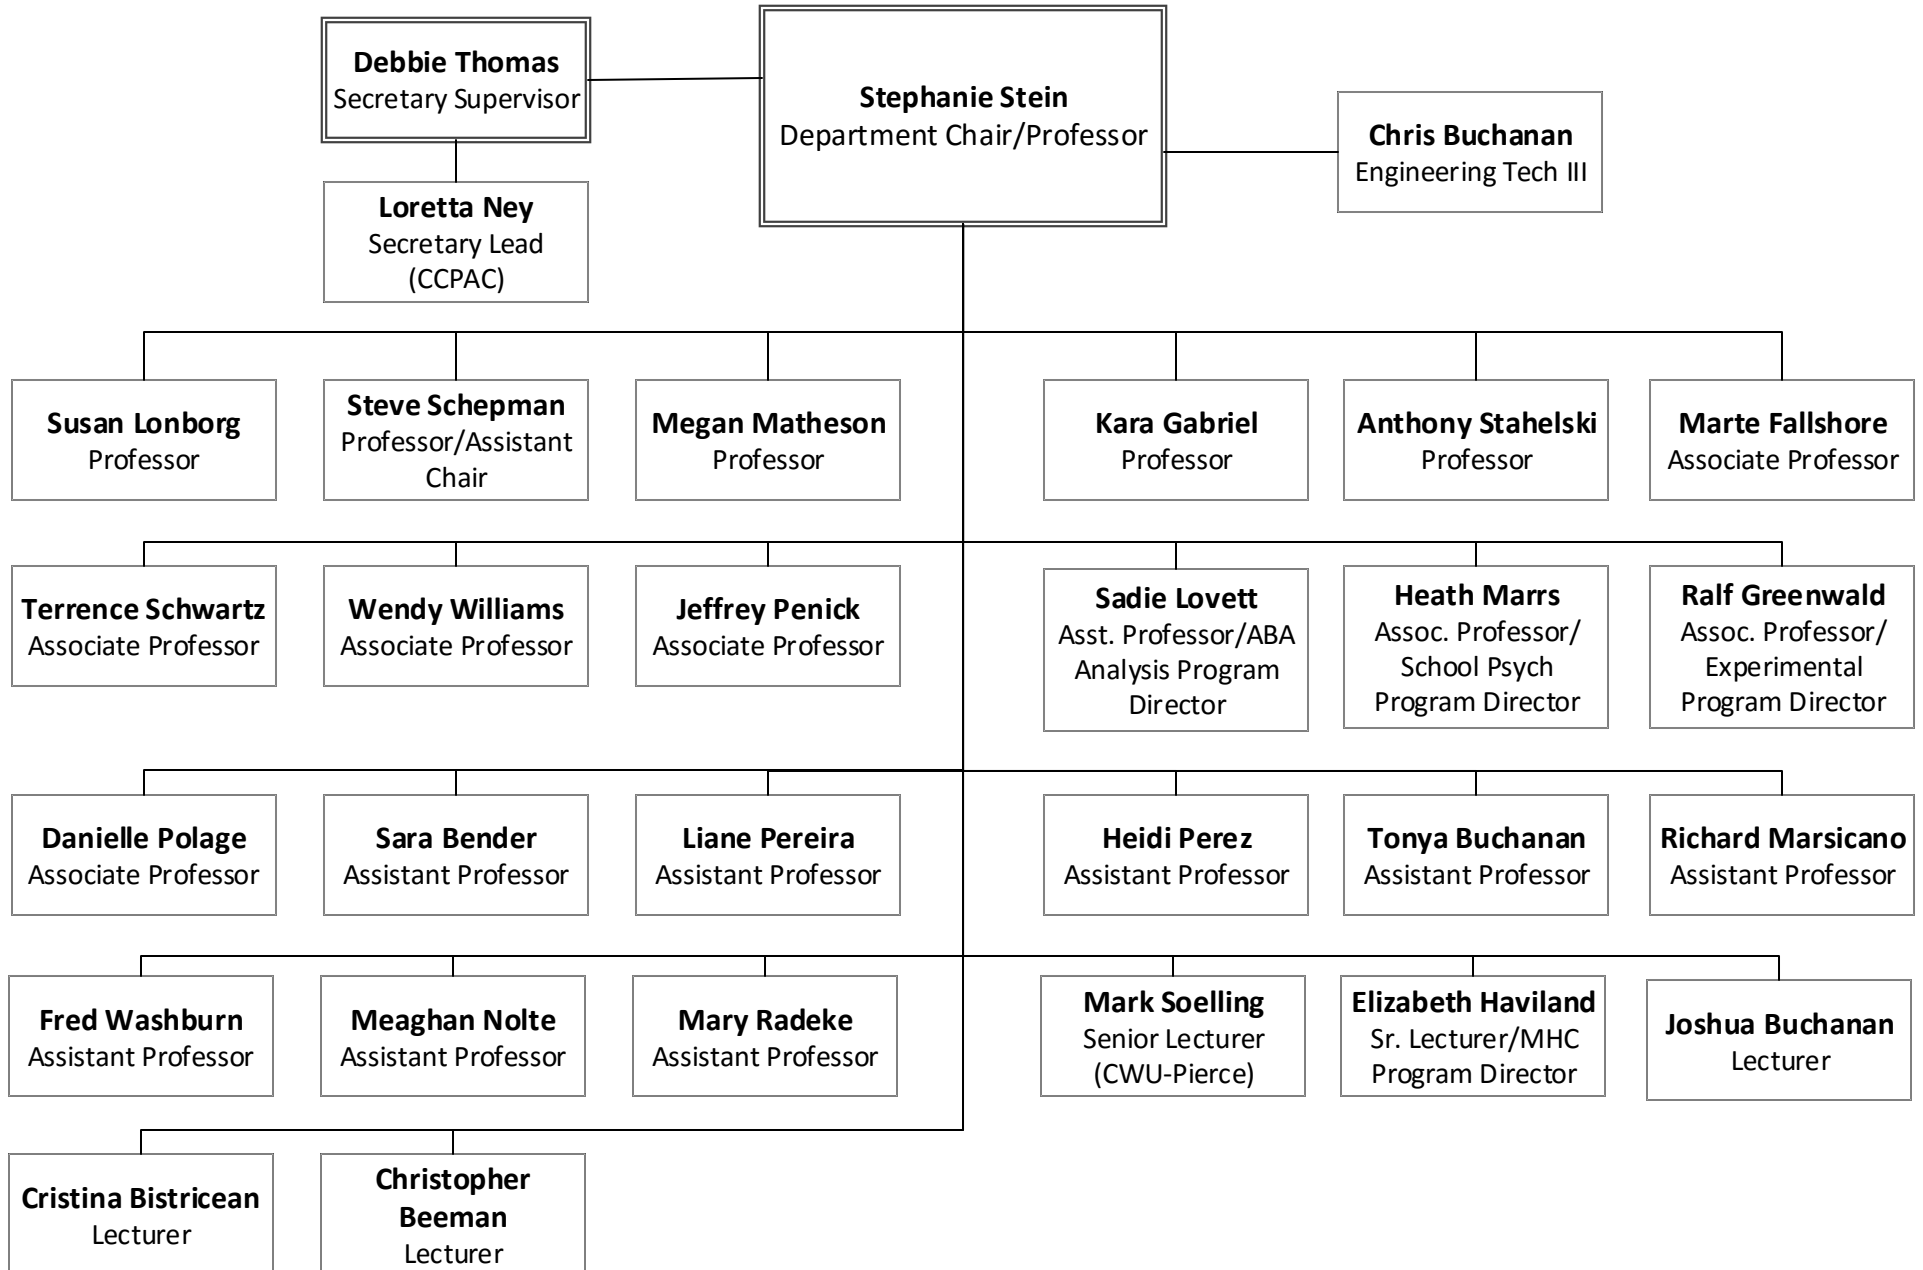 Debbie Thomas
Secretary Supervisor
Stephanie Stein
Department Chair/Professor
Chris Buchanan
Engineering Tech III
Loretta Ney
Secretary Lead
(CCPAC)
Susan Lonborg
Professor
Steve Schepman
Professor/Assistant
Chair
Megan Matheson
Professor
Kara Gabriel
Professor
Anthony Stahelski
Professor
Marte Fallshore
Associate Professor
Terrence Schwartz
Associate Professor
Wendy Williams
Associate Professor
Jeffrey Penick
Associate Professor
Sadie Lovett
Asst. Professor/ABA
Analysis Program
Director
Heath Marrs
Assoc. Professor/
School Psych
Program Director
Ralf Greenwald
Assoc. Professor/
Experimental
Program Director
Danielle Polage
Associate Professor
Sara Bender
Assistant Professor
Liane Pereira
Assistant Professor
Heidi Perez
Assistant Professor
Tonya Buchanan
Assistant Professor
Richard Marsicano
Assistant Professor
Fred Washburn
Assistant Professor
Meaghan Nolte
Assistant Professor
Mary Radeke
Assistant Professor
Mark Soelling
Senior Lecturer
(CWU-Pierce)
Elizabeth Haviland
Sr. Lecturer/MHC
Program Director
Joshua Buchanan
Lecturer
Cristina Bistricean
Lecturer
Christopher
Beeman
Lecturer